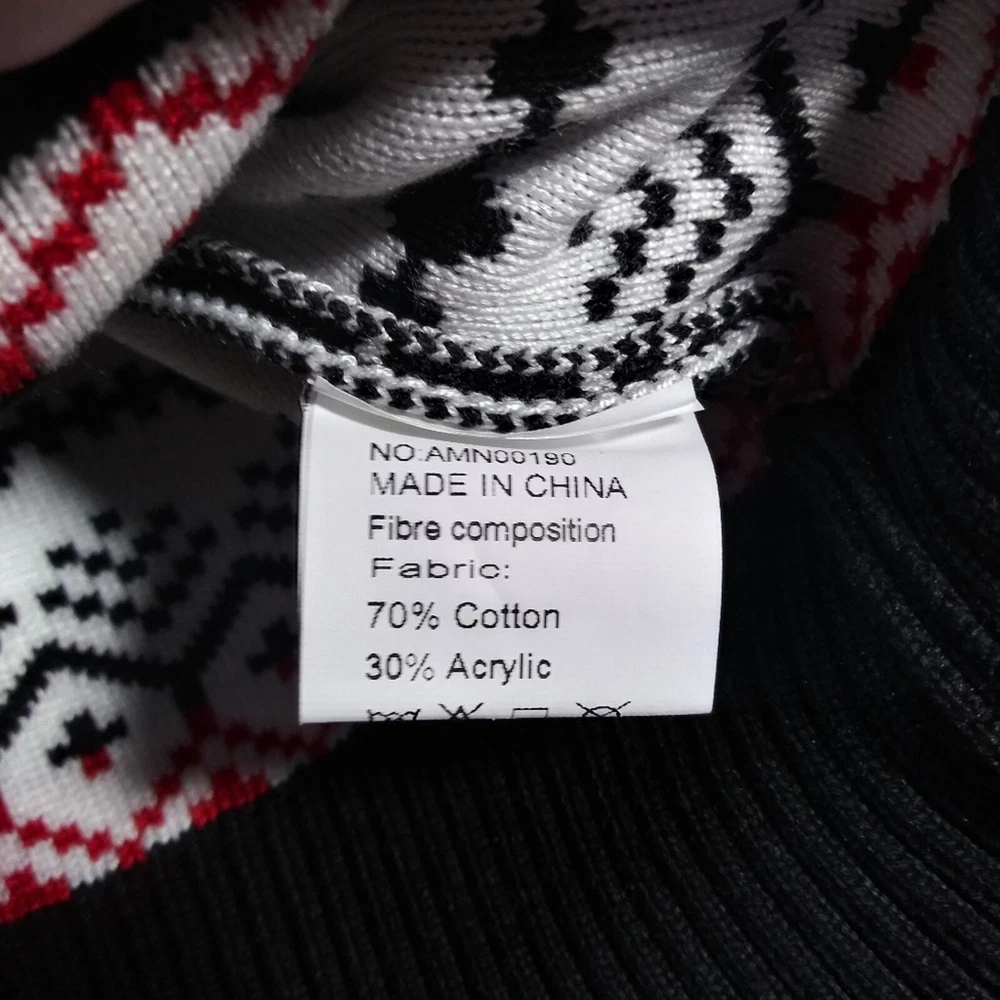 NO:AMN00190
MADE IN CHINA
Fibre composition
Fabric:
70% Cotton
30% Acrylic